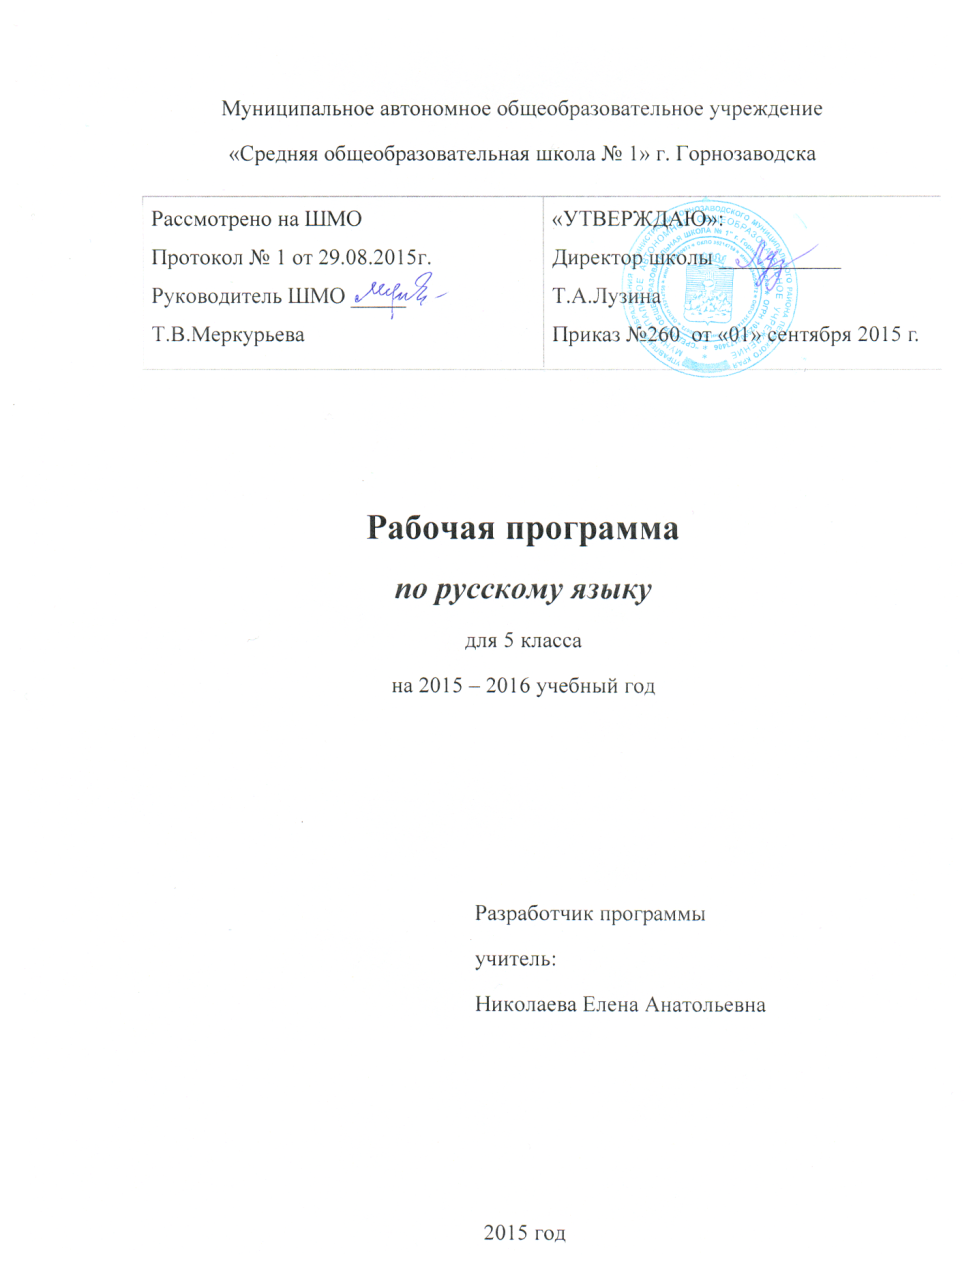 Муниципальное автономное общеобразовательное учреждение
«Средняя общеобразовательная школа № 1» г. Горнозаводска
Рассмотрено на ШМО
Протокол № 1 от 29.08.2015г.
Руководитель ШМО
Т.В.Меркурьева
«УТВЕРЖДАЮ»:
Директор школы
Т.А.Лузина
Приказ №260 от «01» сентября 2015 г.
Рабочая программа
по русскому языку
для 5 класса
на 2015 – 2016 учебный год
Разработчик программы
учитель:
Николаева Елена Анатольевна
2015 год